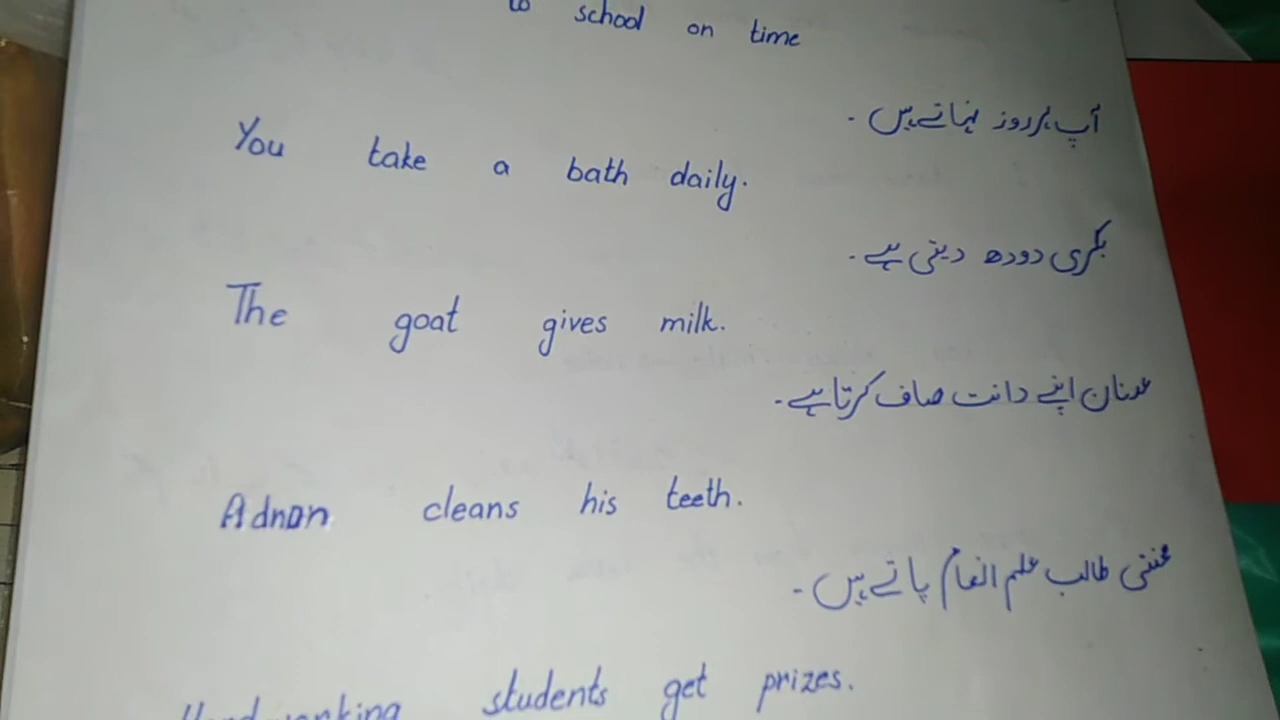 to school on time
آپ ہر روز نہاتے ہیں۔
You take a bath daily.
بکری دودھ دیتی ہے۔
The goat gives milk.
عدنان اپنے دانت صاف کرتا ہے۔
Adnan cleans his teeth.
محنتی طالب علم انعام پاتے ہیں۔
Hardworking students get prizes.